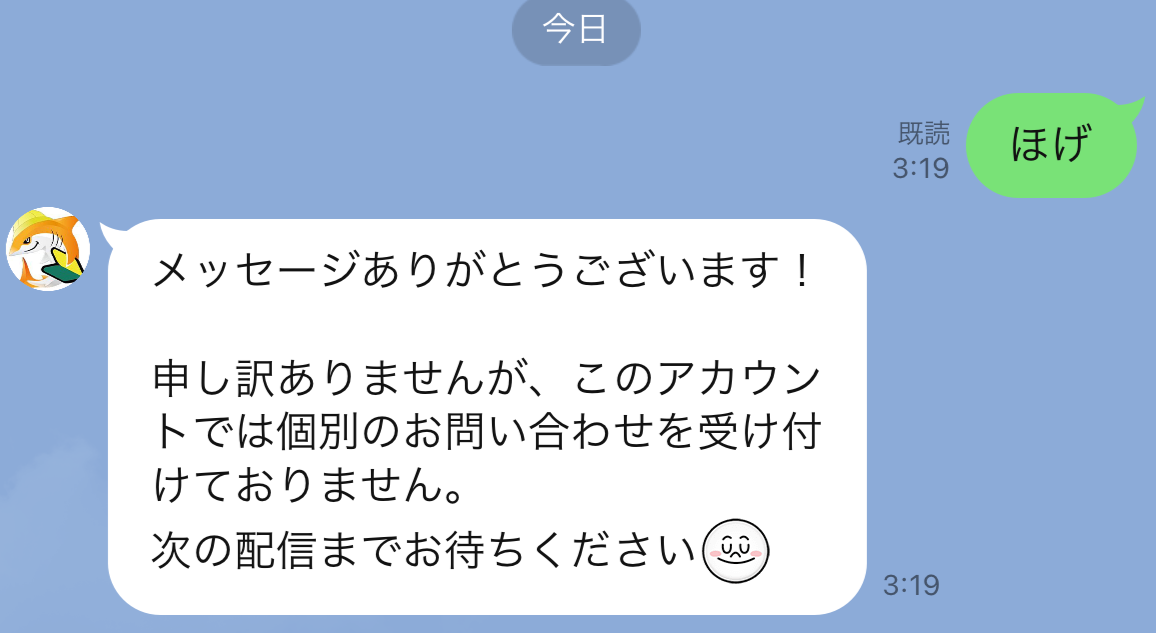 今日
ほげ
既読
3:19
メッセージありがとうございます！
申し訳ありませんが、このアカウン
トでは個別のお問い合わせを受け付
けておりません。
次の配信までお待ちください
3:19